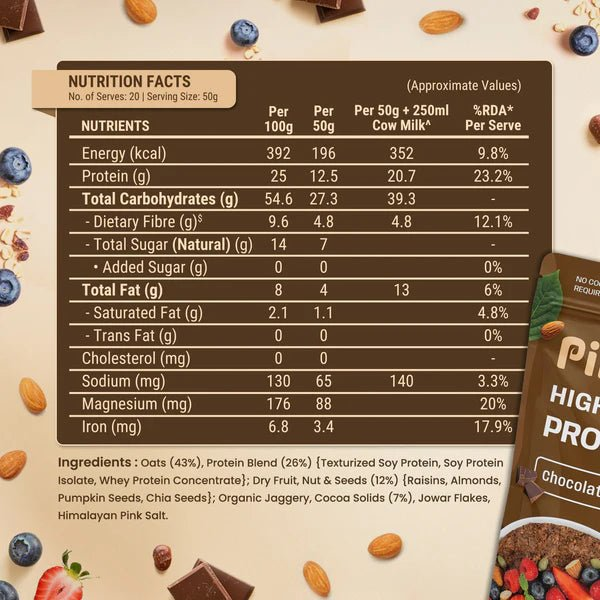 NUTRITION FACTS
No. of Serves: 20 | Serving Size: 50g
(Approximate Values)
NUTRIENTS Per 100g Per 50g Per 50g + 250ml Cow Milk^ %RDA* Per Serve
Energy (kcal) 392 196 352 9.8%
Protein (g) 25 12.5 20.7 23.2%
Total Carbohydrates (g) 54.6 27.3 39.3 -
- Dietary Fibre (g)$ 9.6 4.8 4.8 12.1%
- Total Sugar (Natural) (g) 14 7 -
• Added Sugar (g) 0 0 0%
Total Fat (g) 8 4 13 6%
- Saturated Fat (g) 2.1 1.1 4.8%
- Trans Fat (g) 0 0 0%
Cholesterol (mg) 0 0 -
Sodium (mg) 130 65 140 3.3%
Magnesium (mg) 176 88 20%
Iron (mg) 6.8 3.4 17.9%
Ingredients : Oats (43%), Protein Blend (26%) {Texturized Soy Protein, Soy Protein
Isolate, Whey Protein Concentrate}; Dry Fruit, Nut & Seeds (12%) {Raisins, Almonds,
Pumpkin Seeds, Chia Seeds}; Organic Jaggery, Cocoa Solids (7%), Jowar Flakes,
Himalayan Pink Salt.
NO
HIGH
PRO
Chocolat